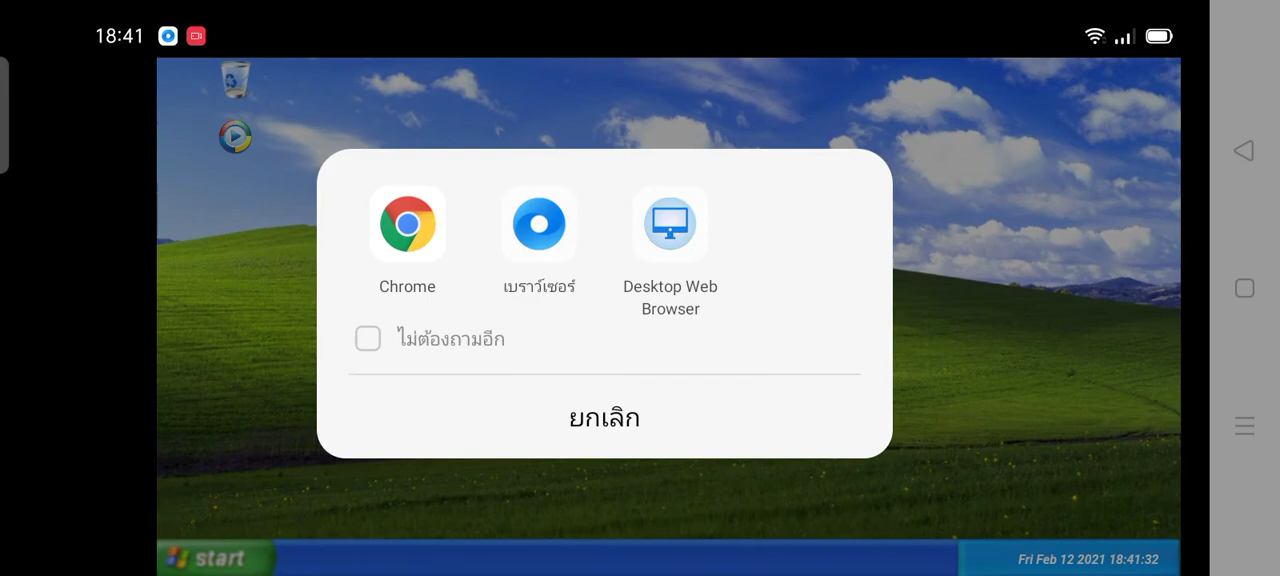 18:41
Chrome
เบราว์เซอร์
Desktop Web
Browser
ไม่ต้องถามอีก
ยกเลิก
start
Fri Feb 12 2021 18:41:32